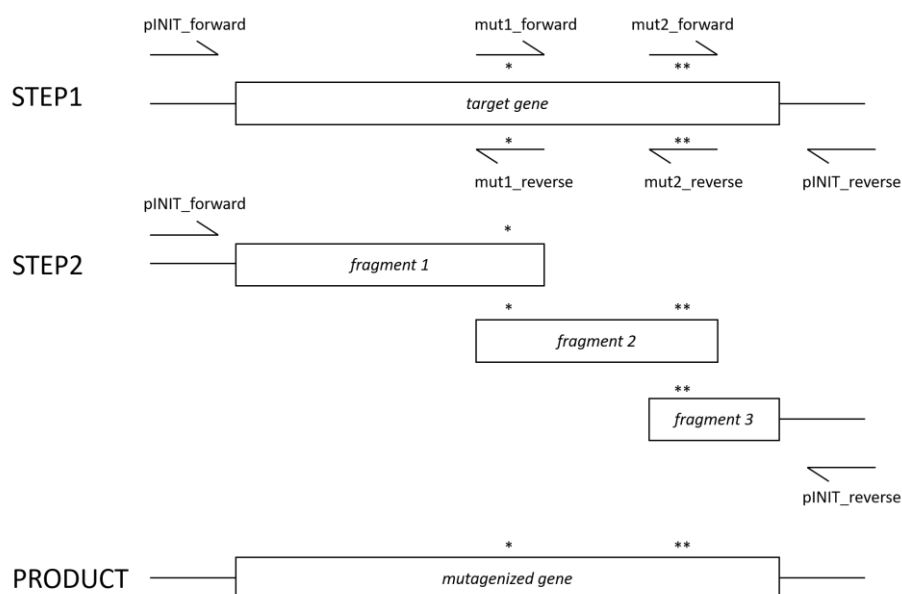 pINIT_forward mut1_forward mut2_forward
* **
STEP1 target gene
* **
mut1_reverse mut2_reverse pINIT_reverse
pINIT_forward
*
STEP2 fragment 1
* **
fragment 2
**
fragment 3
pINIT_reverse
* **
PRODUCT mutagenized gene